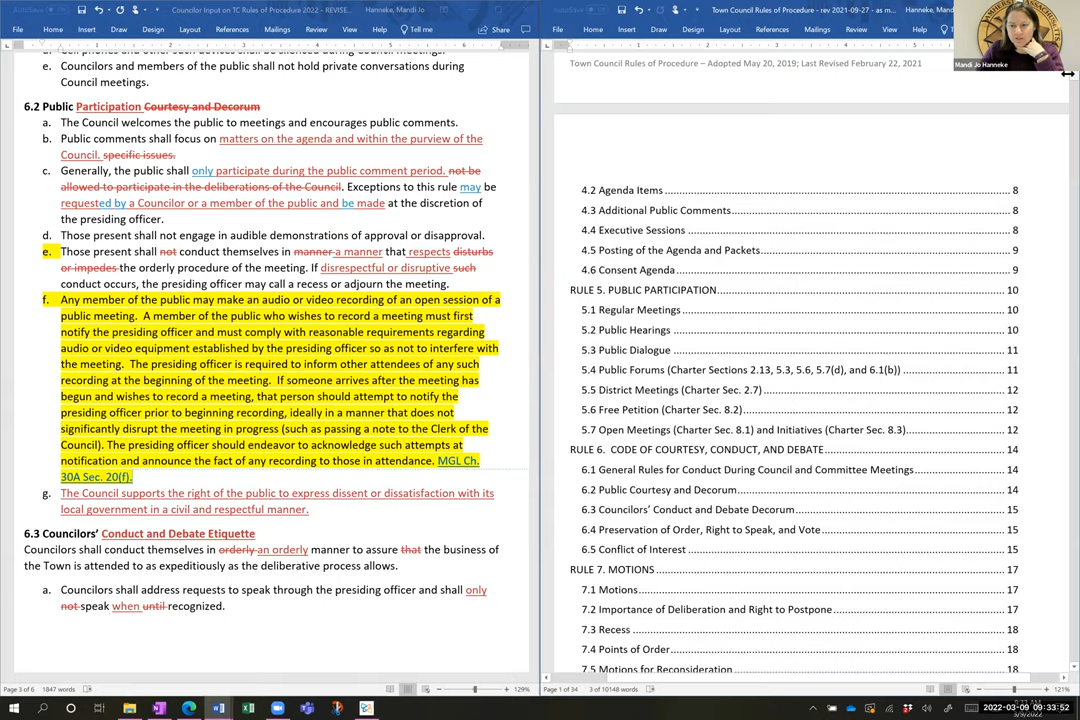 AutoSave Councilor Input on TC Rules of Procedure 2022 - REVISE... Hanneke, Mandi Jo
File Home Insert Draw Design Layout References Mailings Review View Help Tell me Share
e. Councilors and members of the public shall not hold private conversations during
Council meetings.
6.2 Public Participation Courtesy and Decorum
a. The Council welcomes the public to meetings and encourages public comments.
b. Public comments shall focus on matters on the agenda and within the purview of the
Council. specific issues.
c. Generally, the public shall only participate during the public comment period. not be
allowed to participate in the deliberations of the Council. Exceptions to this rule may be
requested by a Councilor or a member of the public and be made at the discretion of
the presiding officer.
d. Those present shall not engage in audible demonstrations of approval or disapproval.
e. Those present shall not conduct themselves in manner a manner that respects disturbs
or impedes the orderly procedure of the meeting. If disrespectful or disruptive such
conduct occurs, the presiding officer may call a recess or adjourn the meeting.
f. Any member of the public may make an audio or video recording of an open session of a
public meeting. A member of the public who wishes to record a meeting must first
notify the presiding officer and must comply with reasonable requirements regarding
audio or video equipment established by the presiding officer so as not to interfere with
the meeting. The presiding officer is required to inform other attendees of any such
recording at the beginning of the meeting. If someone arrives after the meeting has
begun and wishes to record a meeting, that person should attempt to notify the
presiding officer prior to beginning recording, ideally in a manner that does not
significantly disrupt the meeting in progress (such as passing a note to the Clerk of the
Council). The presiding officer should endeavor to acknowledge such attempts at
notification and announce the fact of any recording to those in attendance. MGL Ch.
30A Sec. 20(f).
g. The Council supports the right of the public to express dissent or dissatisfaction with its
local government in a civil and respectful manner.
6.3 Councilors' Conduct and Debate Etiquette
Councilors shall conduct themselves in orderly an orderly manner to assure that the business of
the Town is attended to as expeditiously as the deliberative process allows.
a. Councilors shall address requests to speak through the presiding officer and shall only
not speak when until recognized.
Page 3 of 6 1847 words 129%
AutoSave Town Council Rules of Procedure - rev 2021-09-27 - as m... Hanneke, Mandi
File Home Insert Draw Design Layout References Mailings Review View Help
Mandi Jo Hanneke
Town Council Rules of Procedure – Adopted May 20, 2019; Last Revised February 22, 2021
4.2 Agenda Items 8
4.3 Additional Public Comments 8
4.4 Executive Sessions 8
4.5 Posting of the Agenda and Packets 9
4.6 Consent Agenda 9
RULE 5. PUBLIC PARTICIPATION 10
5.1 Regular Meetings 10
5.2 Public Hearings 10
5.3 Public Dialogue 11
5.4 Public Forums (Charter Sections 2.13, 5.3, 5.6, 5.7(d), and 6.1(b)) 11
5.5 District Meetings (Charter Sec. 2.7) 12
5.6 Free Petition (Charter Sec. 8.2) 12
5.7 Open Meetings (Charter Sec. 8.1) and Initiatives (Charter Sec. 8.3) 12
RULE 6. CODE OF COURTESY, CONDUCT, AND DEBATE 14
6.1 General Rules for Conduct During Council and Committee Meetings 14
6.2 Public Courtesy and Decorum 14
6.3 Councilors' Conduct and Debate Decorum 15
6.4 Preservation of Order, Right to Speak, and Vote 15
6.5 Conflict of Interest 15
RULE 7. MOTIONS 17
7.1 Motions 17
7.2 Importance of Deliberation and Right to Postpone 17
7.3 Recess 18
7.4 Points of Order 18
7.5 Motions for Reconsideration 18
Page 1 of 34 3 of 10148 words 121%
2022-03-09 09:33:52